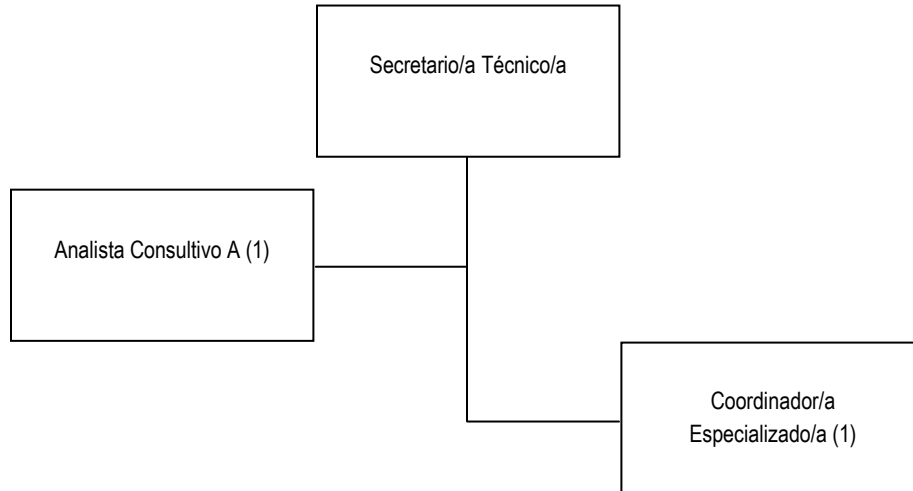 Secretario/a Técnico/a
Analista Consultivo A (1)
Coordinador/a
Especializado/a (1)